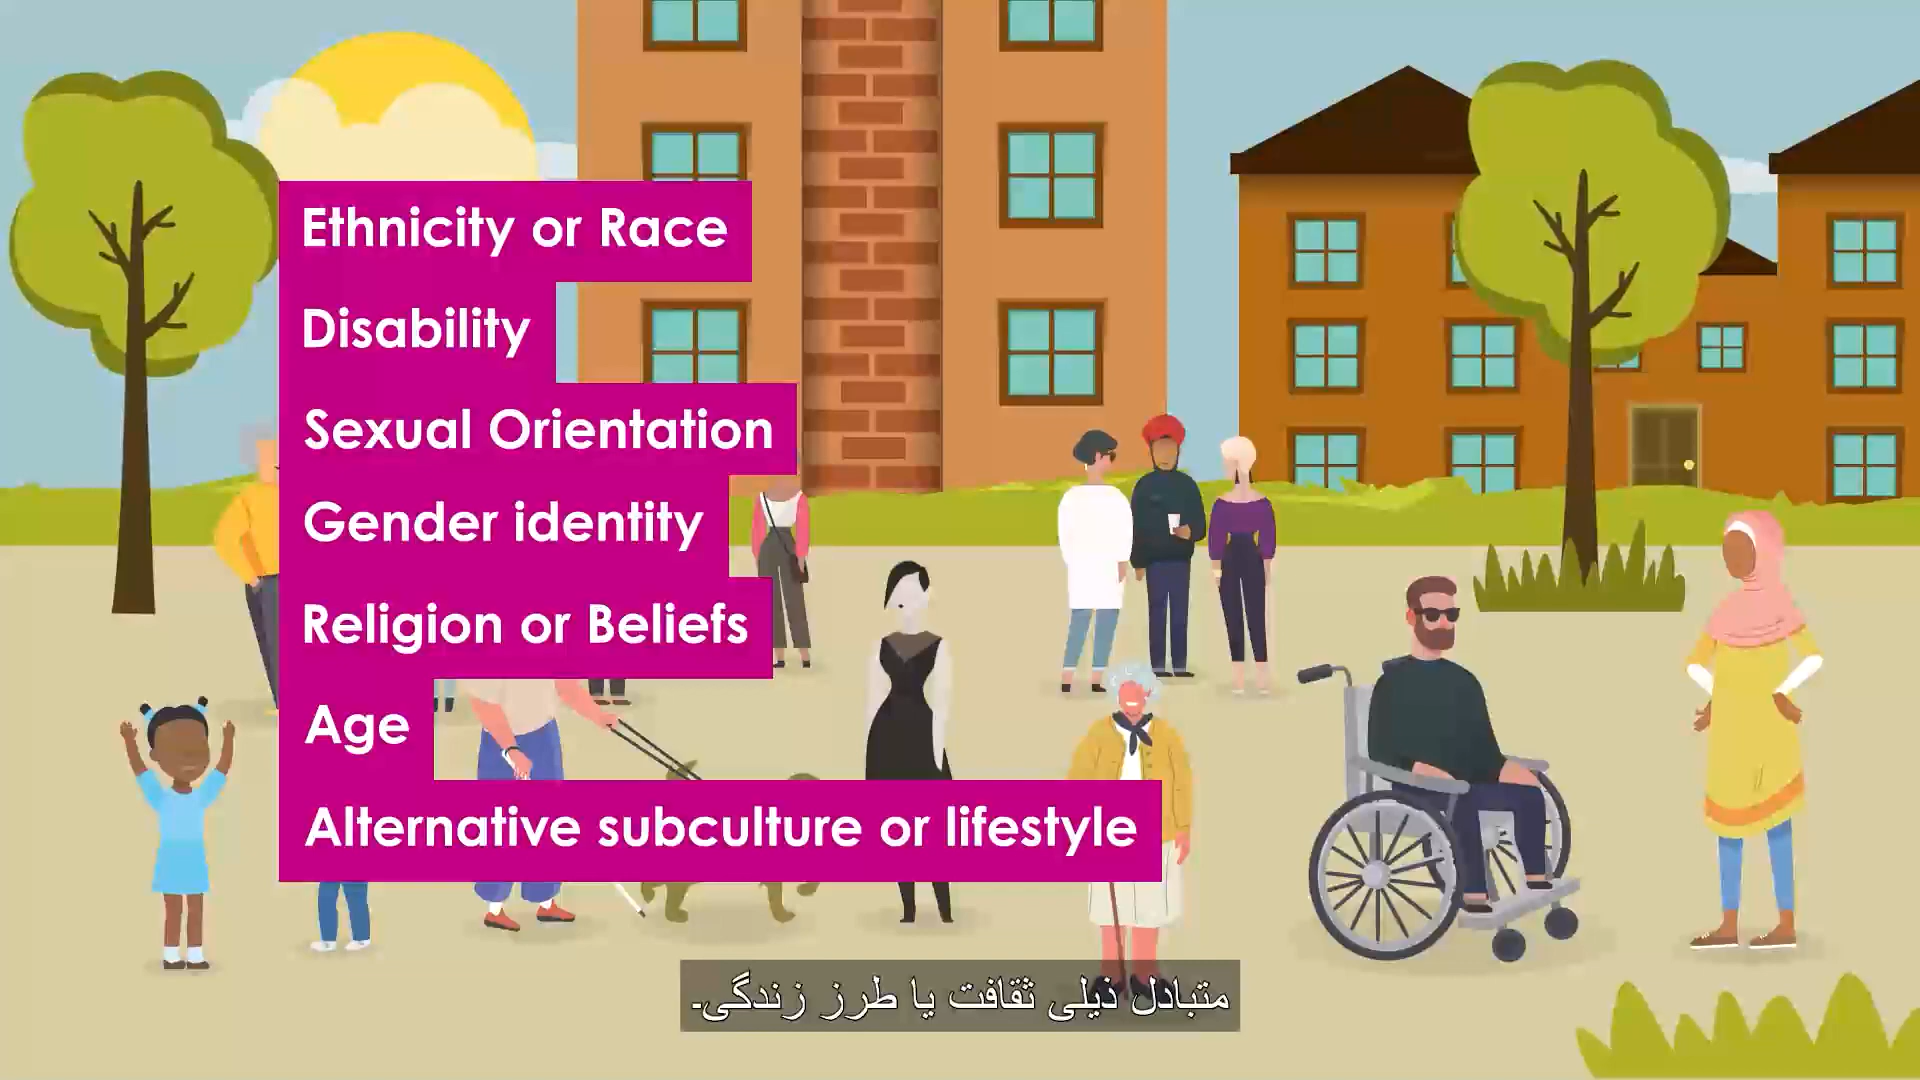 Ethnicity or Race
Disability
Sexual Orientation
Gender identity
Religion or Beliefs
Age
Alternative subculture or lifestyle
متبادل ذیلی ثقافت یا طرز زندگی۔